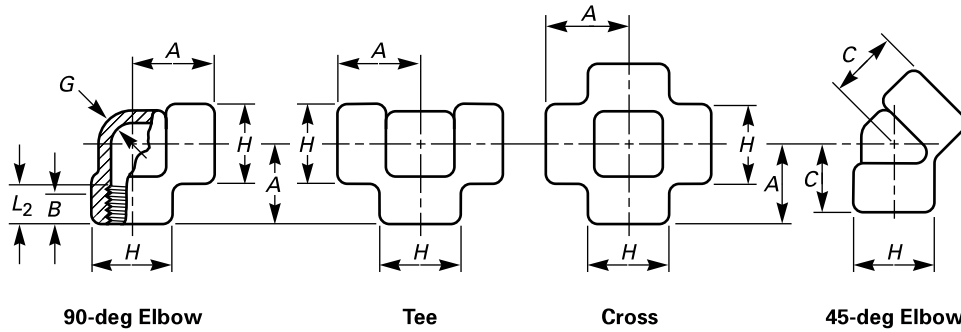 A A A C
G
H H H
A A C
L2 B
H H H H
90-deg Elbow Tee Cross 45-deg Elbow